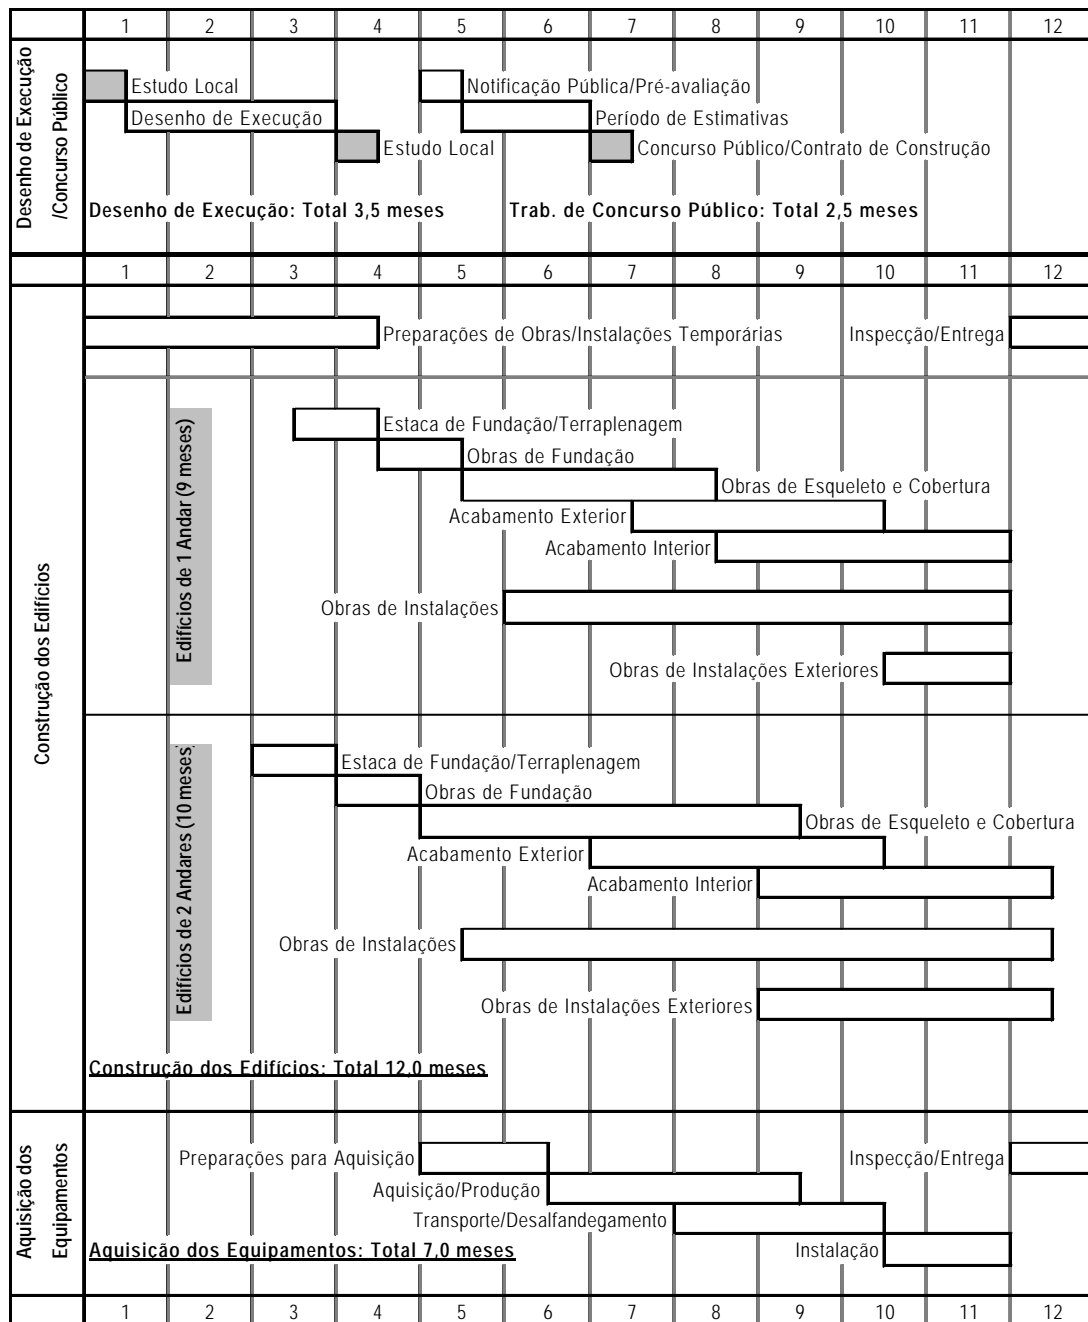 1 2 3 4 5 6 7 8 9 10 11 12
Desenho de Execução
/Concurso Público
Estudo Local
Notificação Pública/Pré-avaliação
Desenho de Execução
Período de Estimativas
Estudo Local
Concurso Público/Contrato de Construção
Desenho de Execução: Total 3,5 meses
Trab. de Concurso Público: Total 2,5 meses
1 2 3 4 5 6 7 8 9 10 11 12
Construção dos Edifícios
Preparações de Obras/Instalações Temporárias
Inspecção/Entrega
Edifícios de 1 Andar (9 meses)
Estaca de Fundação/Terraplenagem
Obras de Fundação
Obras de Esqueleto e Cobertura
Acabamento Exterior
Acabamento Interior
Obras de Instalações
Obras de Instalações Exteriores
Edifícios de 2 Andares (10 meses)
Estaca de Fundação/Terraplenagem
Obras de Fundação
Obras de Esqueleto e Cobertura
Acabamento Exterior
Acabamento Interior
Obras de Instalações
Obras de Instalações Exteriores
Construção dos Edifícios: Total 12,0 meses
Aquisição dos
Equipamentos
Preparações para Aquisição
Inspecção/Entrega
Aquisição/Produção
Transporte/Desalfandegamento
Aquisição dos Equipamentos: Total 7,0 meses
Instalação
1 2 3 4 5 6 7 8 9 10 11 12